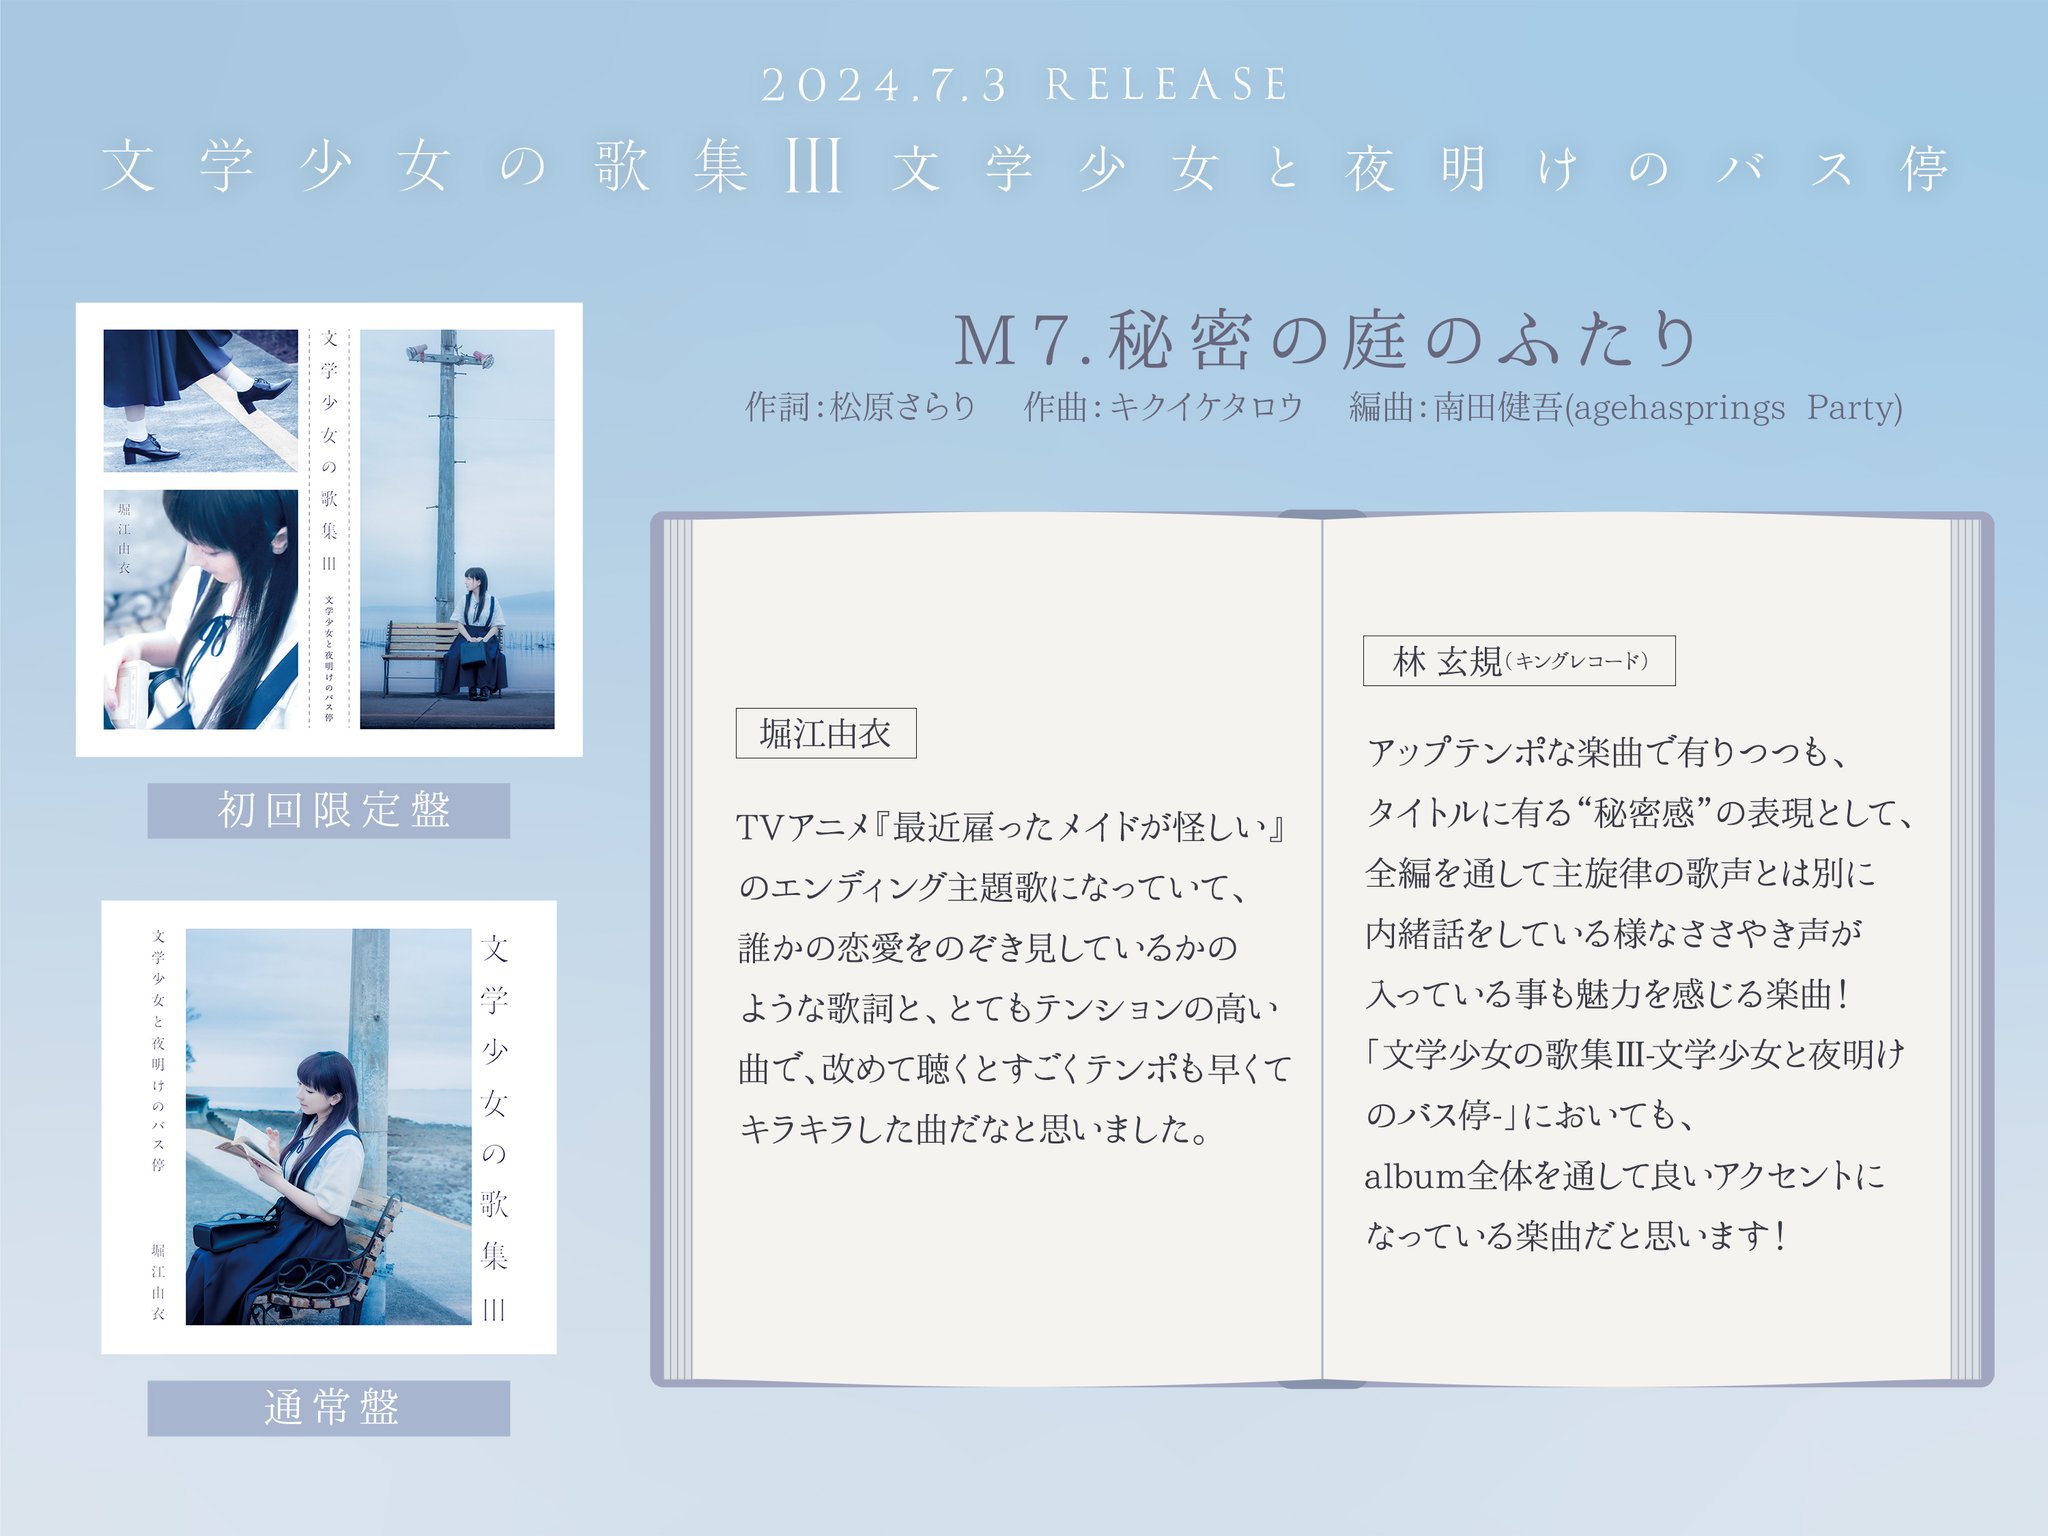 2024.7.3 RELEASE
文学少女の歌集Ⅲ 文学少女と夜明けのバス停
文学少女の歌集Ⅲ 文学少女と夜明けのバス停
堀江由衣
初回限定盤
文学少女の歌集Ⅲ
文学少女と夜明けのバス停
堀江由衣
通常盤
M7.秘密の庭のふたり
作詞：松原さらり 作曲：キクイケタロウ 編曲：南田健吾(agehasprings Party)
堀江由衣
TVアニメ『最近雇ったメイドが怪しい』
のエンディング主題歌になっていて、
誰かの恋愛をのぞき見しているかの
ような歌詞と、とてもテンションの高い
曲で、改めて聴くとすごくテンポも早くて
キラキラした曲だなと思いました。
林 玄規（キングレコード）
アップテンポな楽曲で有りつつも、
タイトルに有る“秘密感”の表現として、
全編を通して主旋律の歌声とは別に
内緒話をしている様なささやき声が
入っている事も魅力を感じる楽曲！
「文学少女の歌集Ⅲ-文学少女と夜明け
のバス停-」においても、
album全体を通して良いアクセントに
なっている楽曲だと思います！